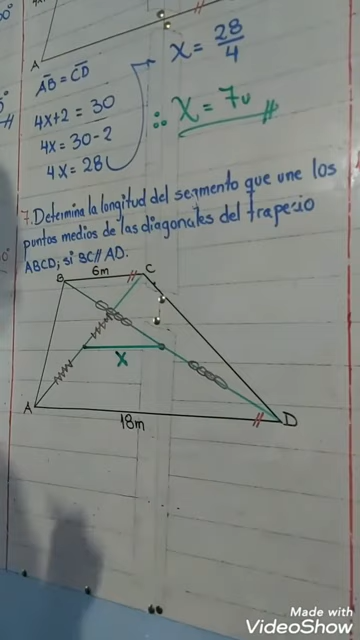 A
X = 28/4
AB = CD
4X+2 = 30
4X = 30-2
4X = 28
∴ X = 7u
7. Determina la longitud del segmento que une los
puntos medios de las diagonales del trapecio
ABCD; si BC//AD.
6m
B
C
X
A
D
18m
Made with
VideoShow